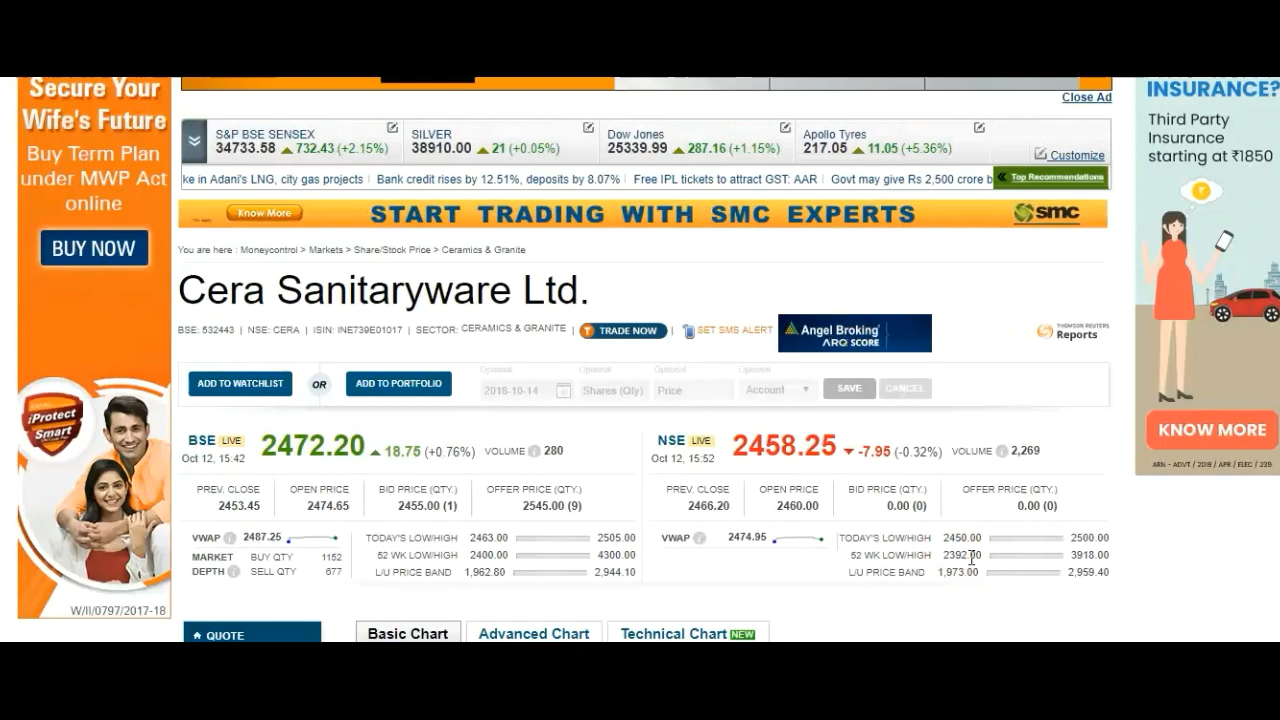 Secure Your
Wife's Future
Buy Term Plan
under MWP Act
online
BUY NOW
iProtect
Smart
W/II/0797/2017-18
Close Ad
S&P BSE SENSEX
34733.58 732.43 (+2.15%)
SILVER
38910.00 21 (+0.05%)
Dow Jones
25339.99 287.16 (+1.15%)
Apollo Tyres
217.05 11.05 (+5.36%)
Customize
ke in Adani's LNG, city gas projects | Bank credit rises by 12.51%, deposits by 8.07% | Free IPL tickets to attract GST: AAR | Govt may give Rs 2,500 crore b
Top Recommendations
Know More START TRADING WITH SMC EXPERTS smc
You are here : Moneycontrol > Markets > Share/Stock Price > Ceramics & Granite
Cera Sanitaryware Ltd.
BSE: 532443 | NSE: CERA | ISIN: INE739E01017 | SECTOR: CERAMICS & GRANITE | TRADE NOW | SET SMS ALERT
Angel Broking
ARQ SCORE
THOMSON REUTERS
Reports
ADD TO WATCHLIST OR ADD TO PORTFOLIO
Optional Optional Optional Optional
2018-10-14 Shares (Qty) Price Account SAVE CANCEL
BSE LIVE 2472.20 18.75 (+0.76%) VOLUME 280
Oct 12, 15:42
PREV. CLOSE OPEN PRICE BID PRICE (QTY.) OFFER PRICE (QTY.)
2453.45 2474.65 2455.00 (1) 2545.00 (9)
VWAP 2487.25
MARKET BUY QTY 1152
DEPTH SELL QTY 677
TODAY'S LOW/HIGH 2463.00 2505.00
52 WK LOW/HIGH 2400.00 4300.00
L/U PRICE BAND 1,962.80 2,944.10
NSE LIVE 2458.25 -7.95 (-0.32%) VOLUME 2,269
Oct 12, 15:52
PREV. CLOSE OPEN PRICE BID PRICE (QTY.) OFFER PRICE (QTY.)
2466.20 2460.00 0.00 (0) 0.00 (0)
VWAP 2474.95
TODAY'S LOW/HIGH 2450.00 2500.00
52 WK LOW/HIGH 2392.00 3918.00
L/U PRICE BAND 1,973.00 2,959.40
QUOTE
Basic Chart Advanced Chart Technical Chart NEW
INSURANCE?
Third Party
Insurance
starting at ₹1850
KNOW MORE
ARN - ADVT / 2018 / APR / ELEC / 239